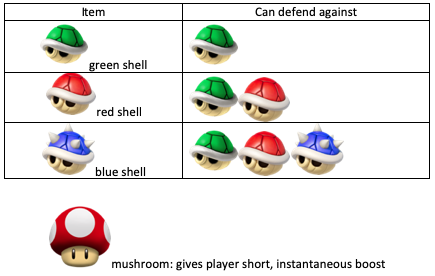 Item
Can defend against
green shell
red shell
blue shell
mushroom: gives player short, instantaneous boost